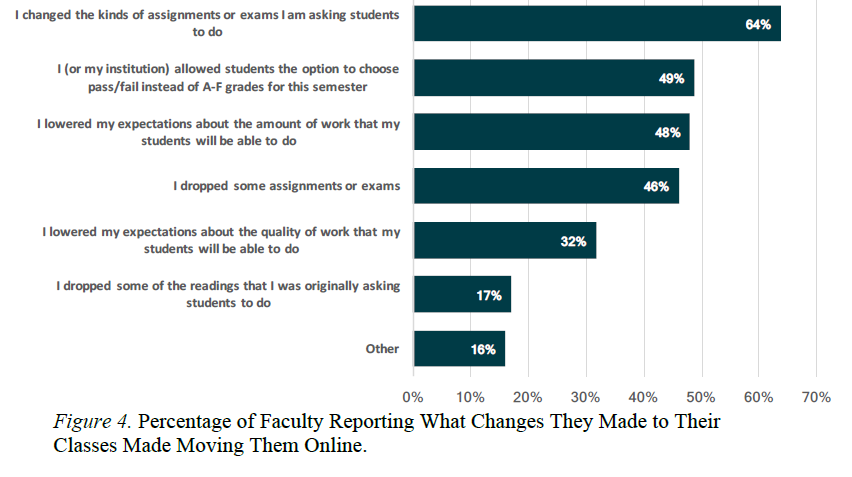 I changed the kinds of assignments or exams I am asking students
to do
64%
I (or my institution) allowed students the option to choose
pass/fail instead of A-F grades for this semester
49%
I lowered my expectations about the amount of work that my
students will be able to do
48%
I dropped some assignments or exams
46%
I lowered my expectations about the quality of work that my
students will be able to do
32%
I dropped some of the readings that I was originally asking
students to do
17%
Other
16%
0% 10% 20% 30% 40% 50% 60% 70%
Figure 4. Percentage of Faculty Reporting What Changes They Made to Their
Classes Made Moving Them Online.